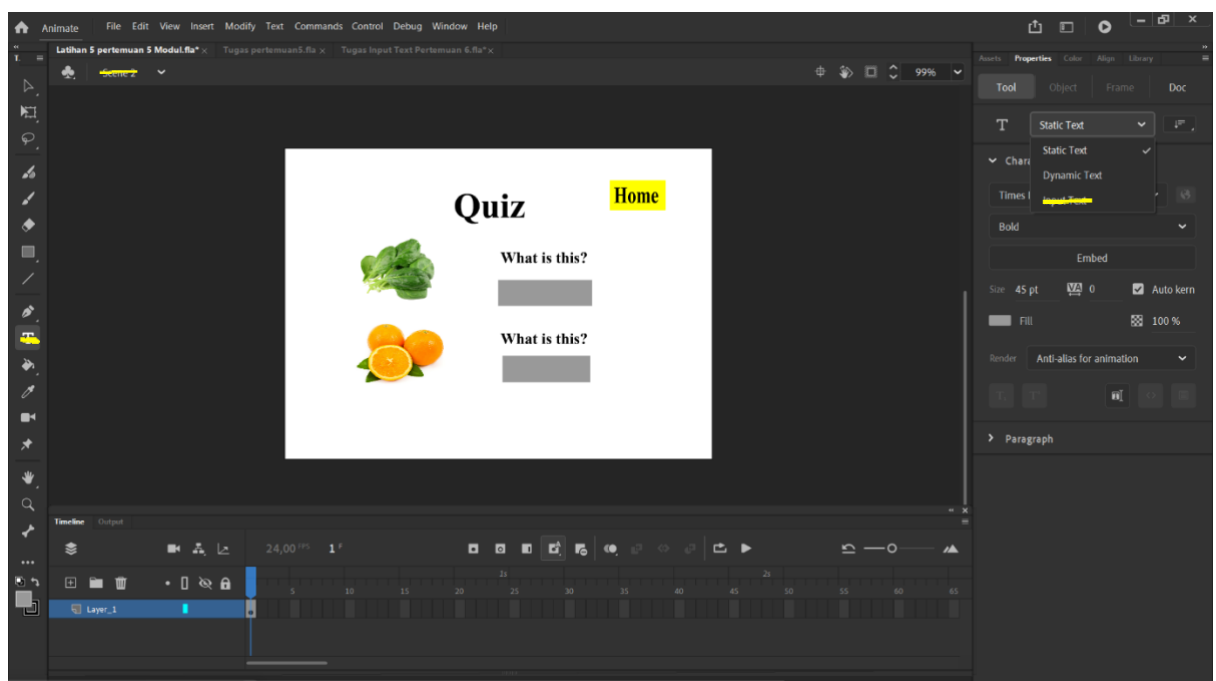 Animate File Edit View Insert Modify Text Commands Control Debug Window Help
Latihan 5 pertemuan 5 Modul.fla* × Tugas pertemuan5.fla × Tugas Input Text Pertemuan 6.fla* ×
Scene 2
99%
Assets Properties Color Align Library
Tool Object Frame Doc
T Static Text
Static Text
Dynamic Text
Input Text
Times
Bold
Embed
Size 45 pt VA 0 Auto kern
Fill 100 %
Render Anti-alias for animation
Paragraph
Quiz
Home
What is this?
What is this?
Timeline Output
24,00 FPS 1 F
1s 2s
5 10 15 20 25 30 35 40 45 50 55 60 65
Layer_1